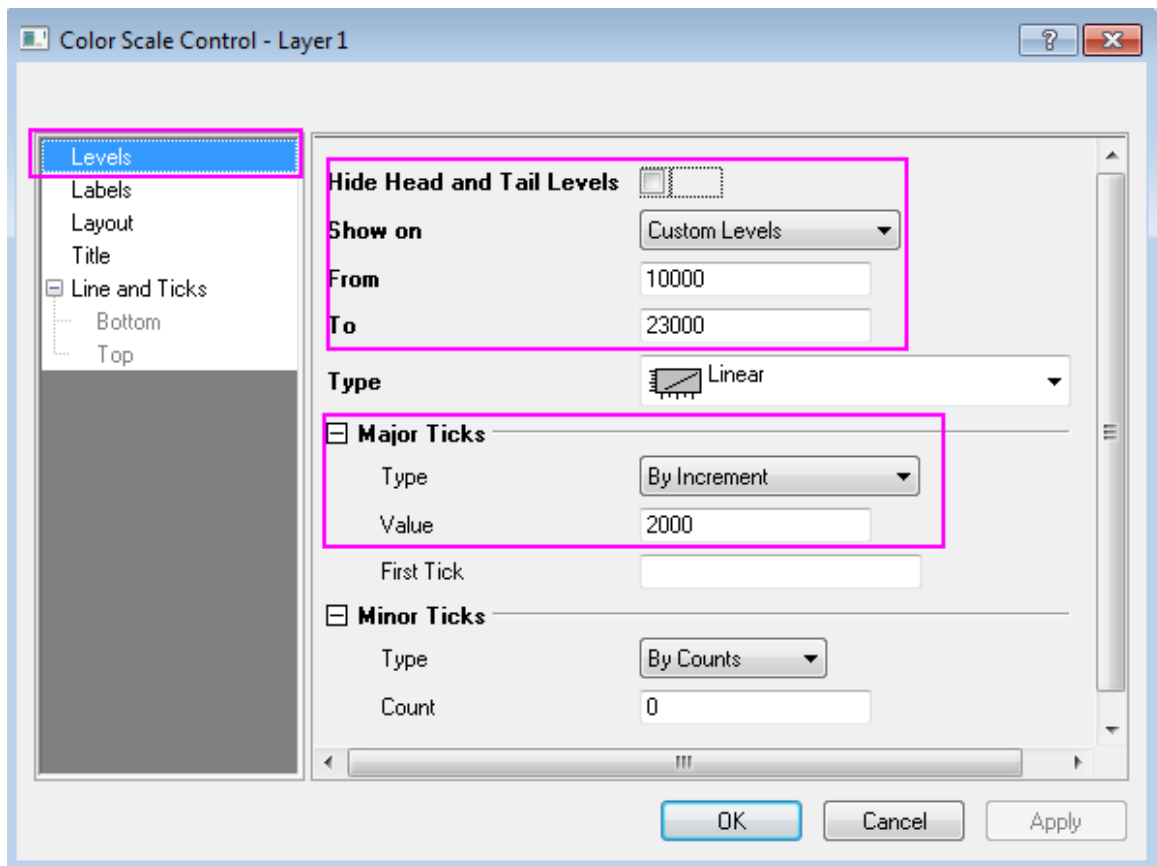 Color Scale Control - Layer 1
Levels
Labels
Layout
Title
Line and Ticks
Bottom
Top
Hide Head and Tail Levels
Show on Custom Levels
From 10000
To 23000
Type Linear
Major Ticks
Type By Increment
Value 2000
First Tick
Minor Ticks
Type By Counts
Count 0
OK Cancel Apply